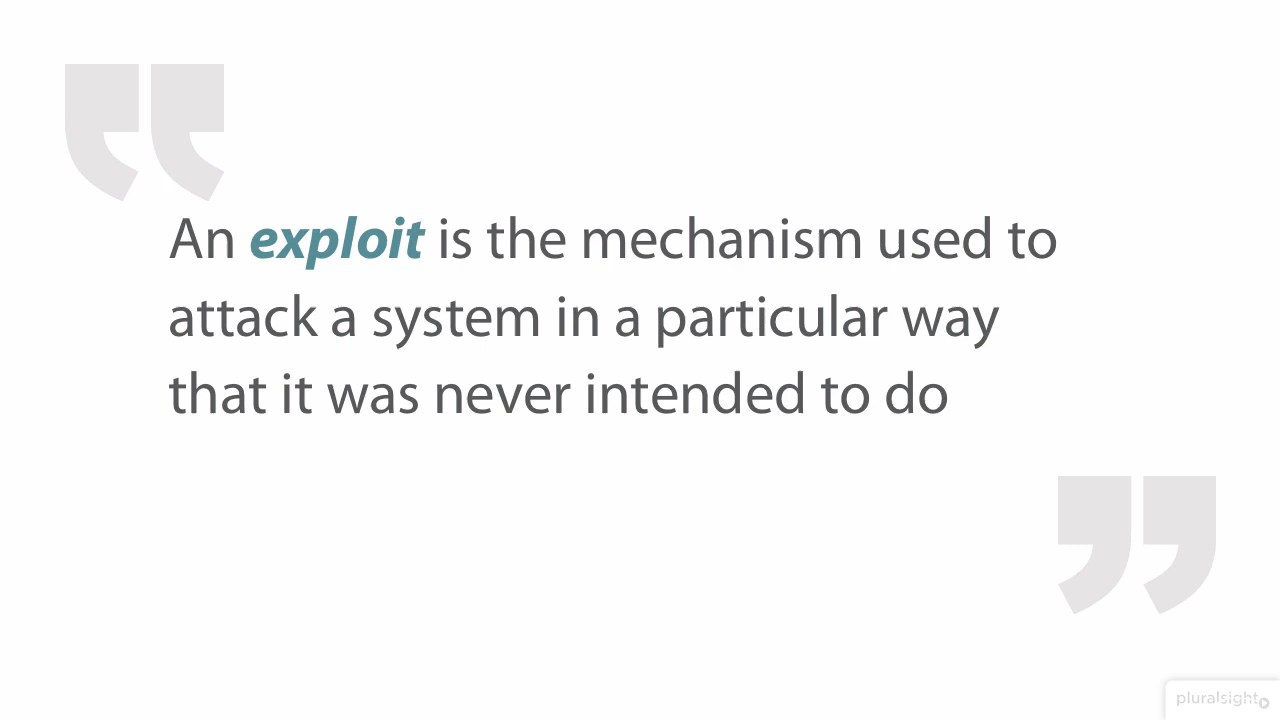 An exploit is the mechanism used to
attack a system in a particular way
that it was never intended to do
pluralsight